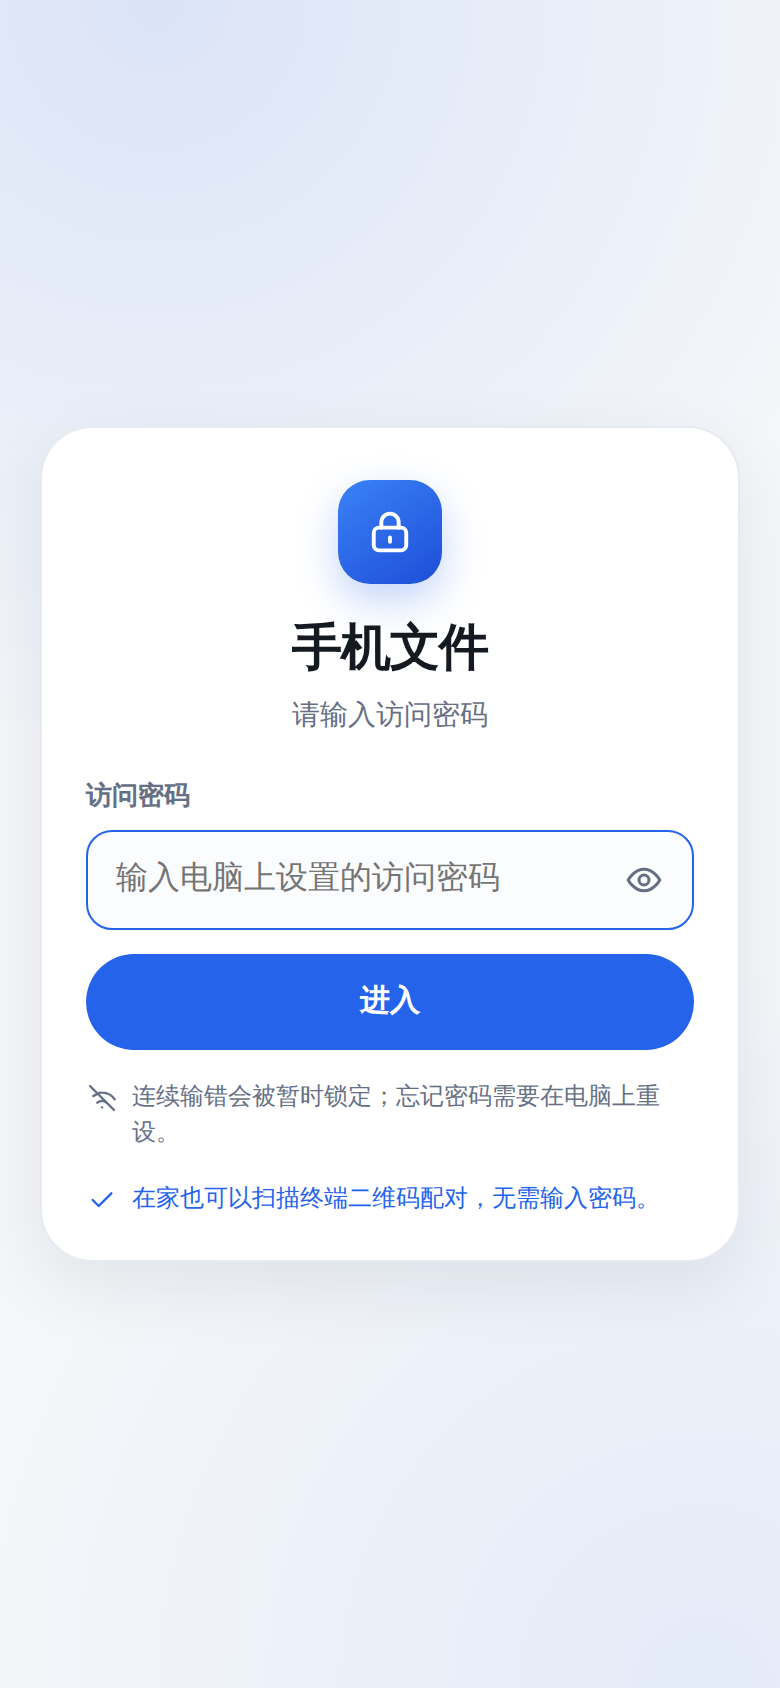 手机文件
请输入访问密码
访问密码
输入电脑上设置的访问密码
进入
连续输错会被暂时锁定；忘记密码需要在电脑上重
设。
在家也可以扫描终端二维码配对，无需输入密码。